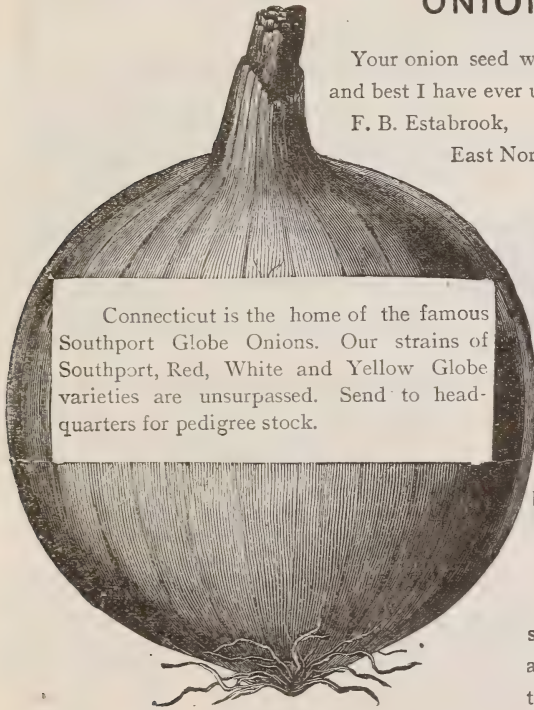 ONION
Your onion seed w
and best I have ever u
F. B. Estabrook,
East Nor
Connecticut is the home of the famous
Southport Globe Onions. Our strains of
Southport, Red, White and Yellow Globe
varieties are unsurpassed. Send to head-
quarters for pedigree stock.
s
a
t